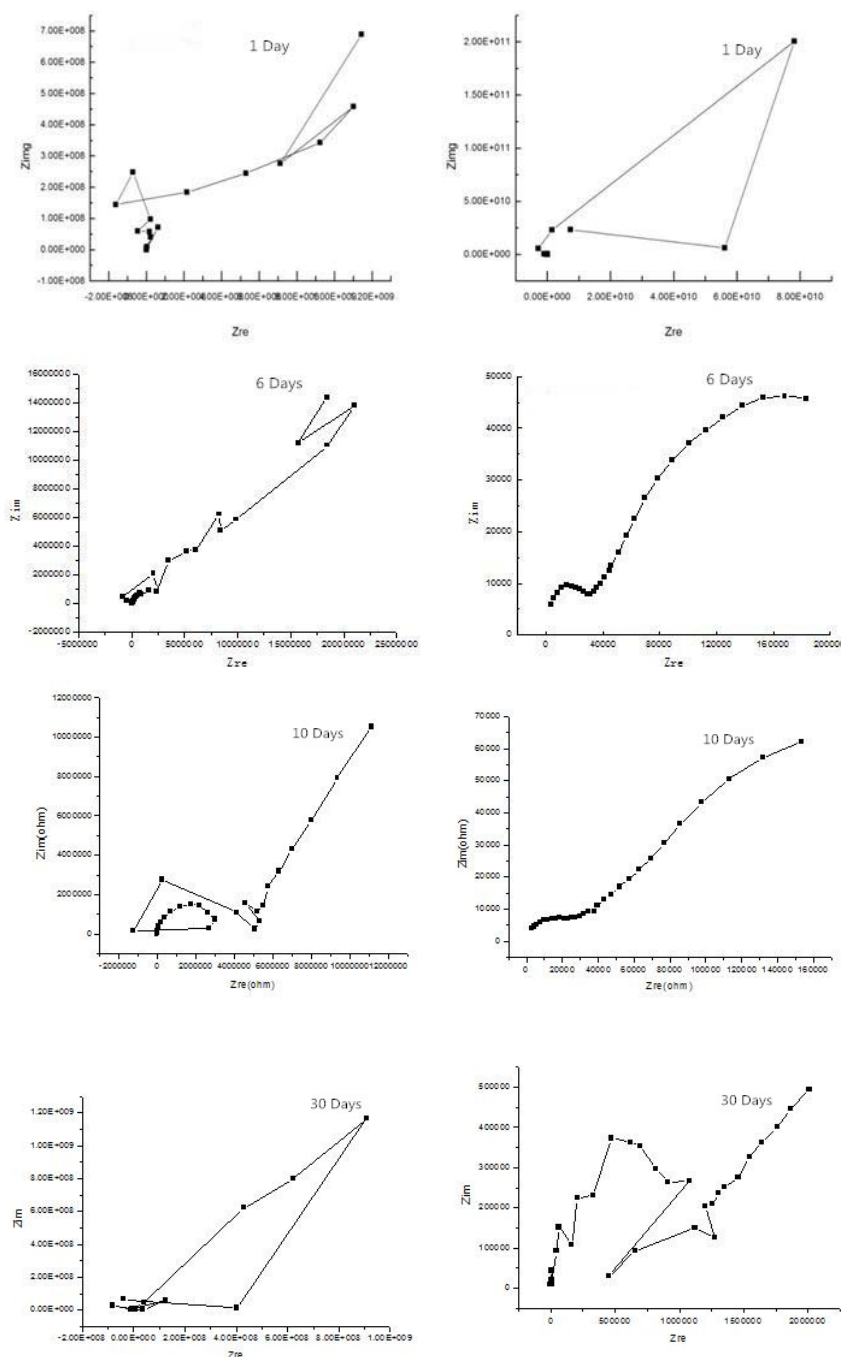 7.00E+008
6.00E+008
5.00E+008
4.00E+008
3.00E+008
2.00E+008
1.00E+008
0.00E+000
-1.00E+008
Zimg
1 Day
Zre
2.00E+011
1.50E+011
1.00E+011
5.00E+010
0.00E+000
Zimg
1 Day
0.00E+000 2.00E+010 4.00E+010 6.00E+010 8.00E+010
Zre
16000000
14000000
12000000
10000000
8000000
6000000
4000000
2000000
0
-2000000
Zim
6 Days
-5000000 0 5000000 10000000 15000000 20000000 25000000
Zre
50000
40000
30000
20000
10000
0
Zim
6 Days
0 40000 80000 120000 160000 200000
Zre
12000000
10000000
8000000
6000000
4000000
2000000
0
Zim(ohm)
10 Days
-2000000 0 2000000 4000000 6000000 8000000 10000000 12000000
Zre(ohm)
70000
60000
50000
40000
30000
20000
10000
0
Zim(ohm)
10 Days
0 20000 40000 60000 80000 100000 120000 140000 160000
Zre(ohm)
1.20E+009
1.00E+009
8.00E+008
6.00E+008
4.00E+008
2.00E+008
0.00E+000
Zim
30 Days
-2.00E+008 0.00E+000 2.00E+008 4.00E+008 6.00E+008 8.00E+008 1.00E+009
Zre
500000
400000
300000
200000
100000
0
Zim
30 Days
0 500000 1000000 1500000 2000000
Zre